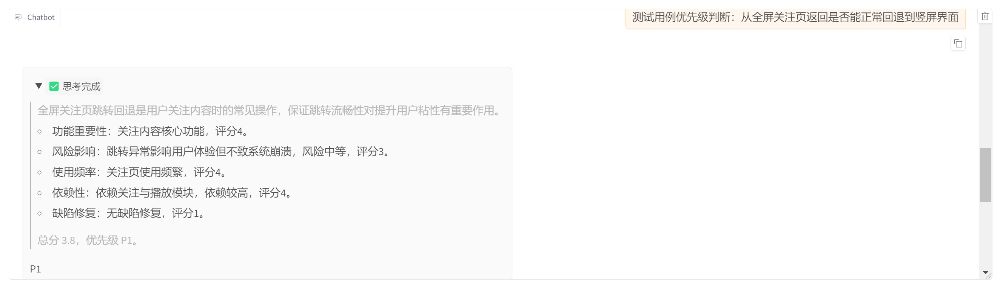 Chatbot
测试用例优先级判断：从全屏关注页返回是否能正常回退到竖屏界面
思考完成
全屏关注页跳转回退是用户关注内容时的常见操作，保证跳转流畅性对提升用户粘性有重要作用。
功能重要性：关注内容核心功能，评分4。
风险影响：跳转异常影响用户体验但不致系统崩溃，风险中等，评分3。
使用频率：关注页使用频繁，评分4。
依赖性：依赖关注与播放模块，依赖较高，评分4。
缺陷修复：无缺陷修复，评分1。
总分 3.8，优先级 P1。
P1